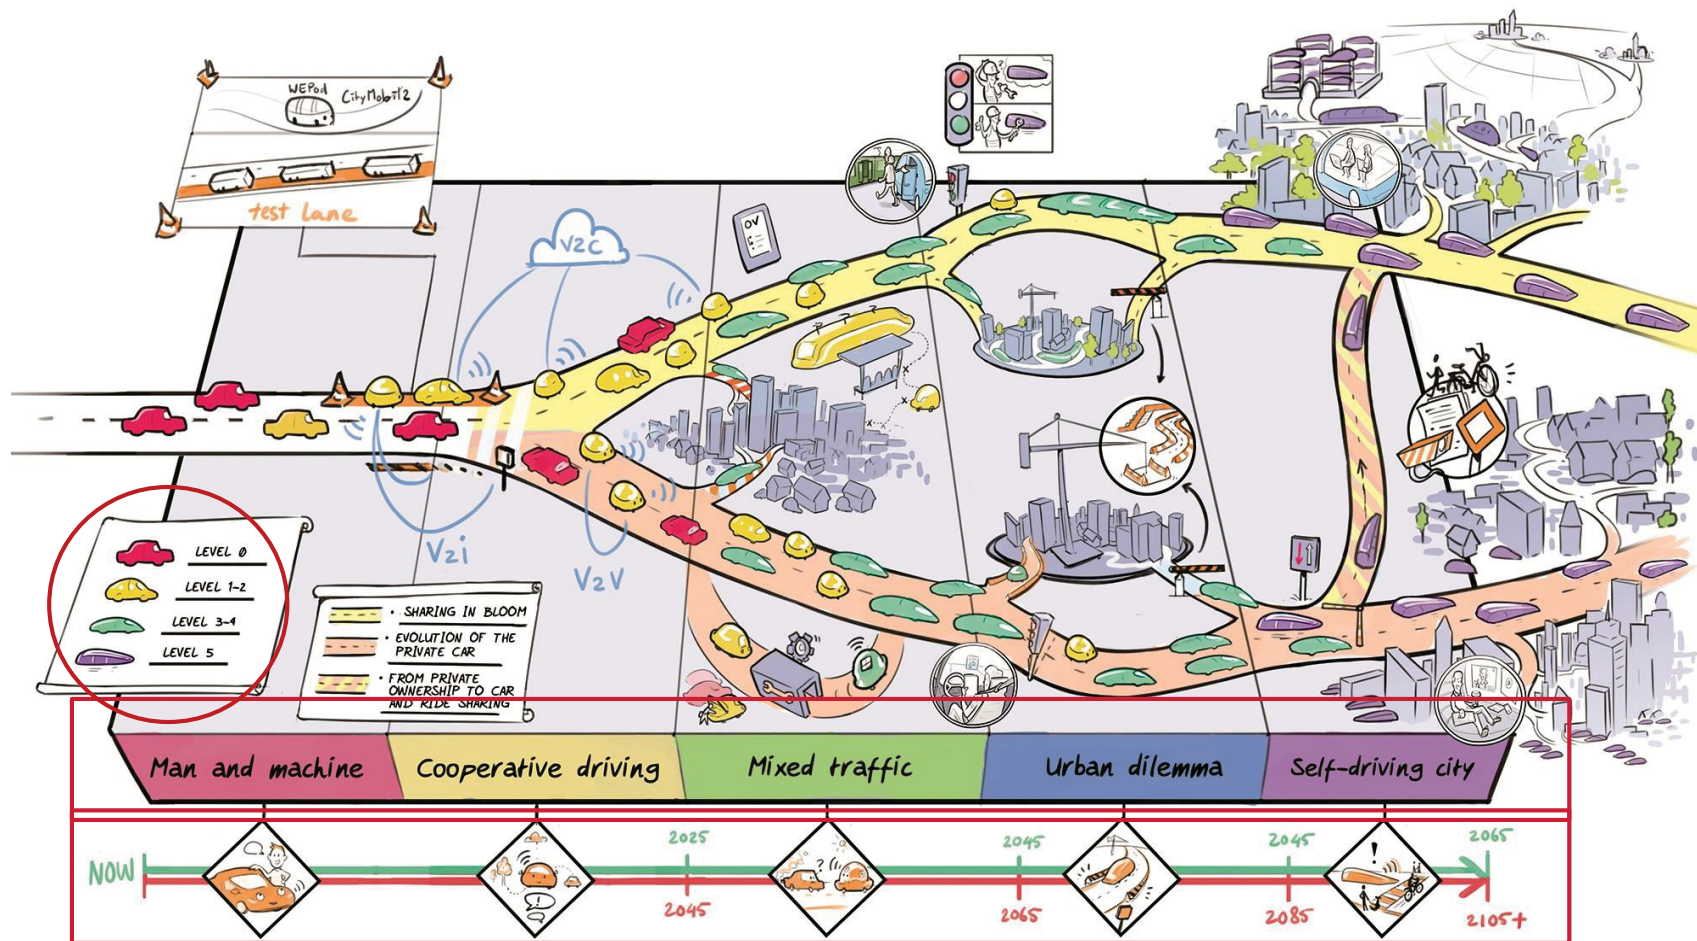 WEPod CityMobil2
test lane
V2C
OV
V2i
V2V
LEVEL 0
LEVEL 1-2
LEVEL 3-4
LEVEL 5
• SHARING IN BLOOM
• EVOLUTION OF THE
PRIVATE CAR
• FROM PRIVATE
OWNERSHIP TO CAR
AND RIDE SHARING
Man and machine
Cooperative driving
Mixed traffic
Urban dilemma
Self-driving city
NOW
2025
2045
2045
2065
2045
2065
2085
2105+